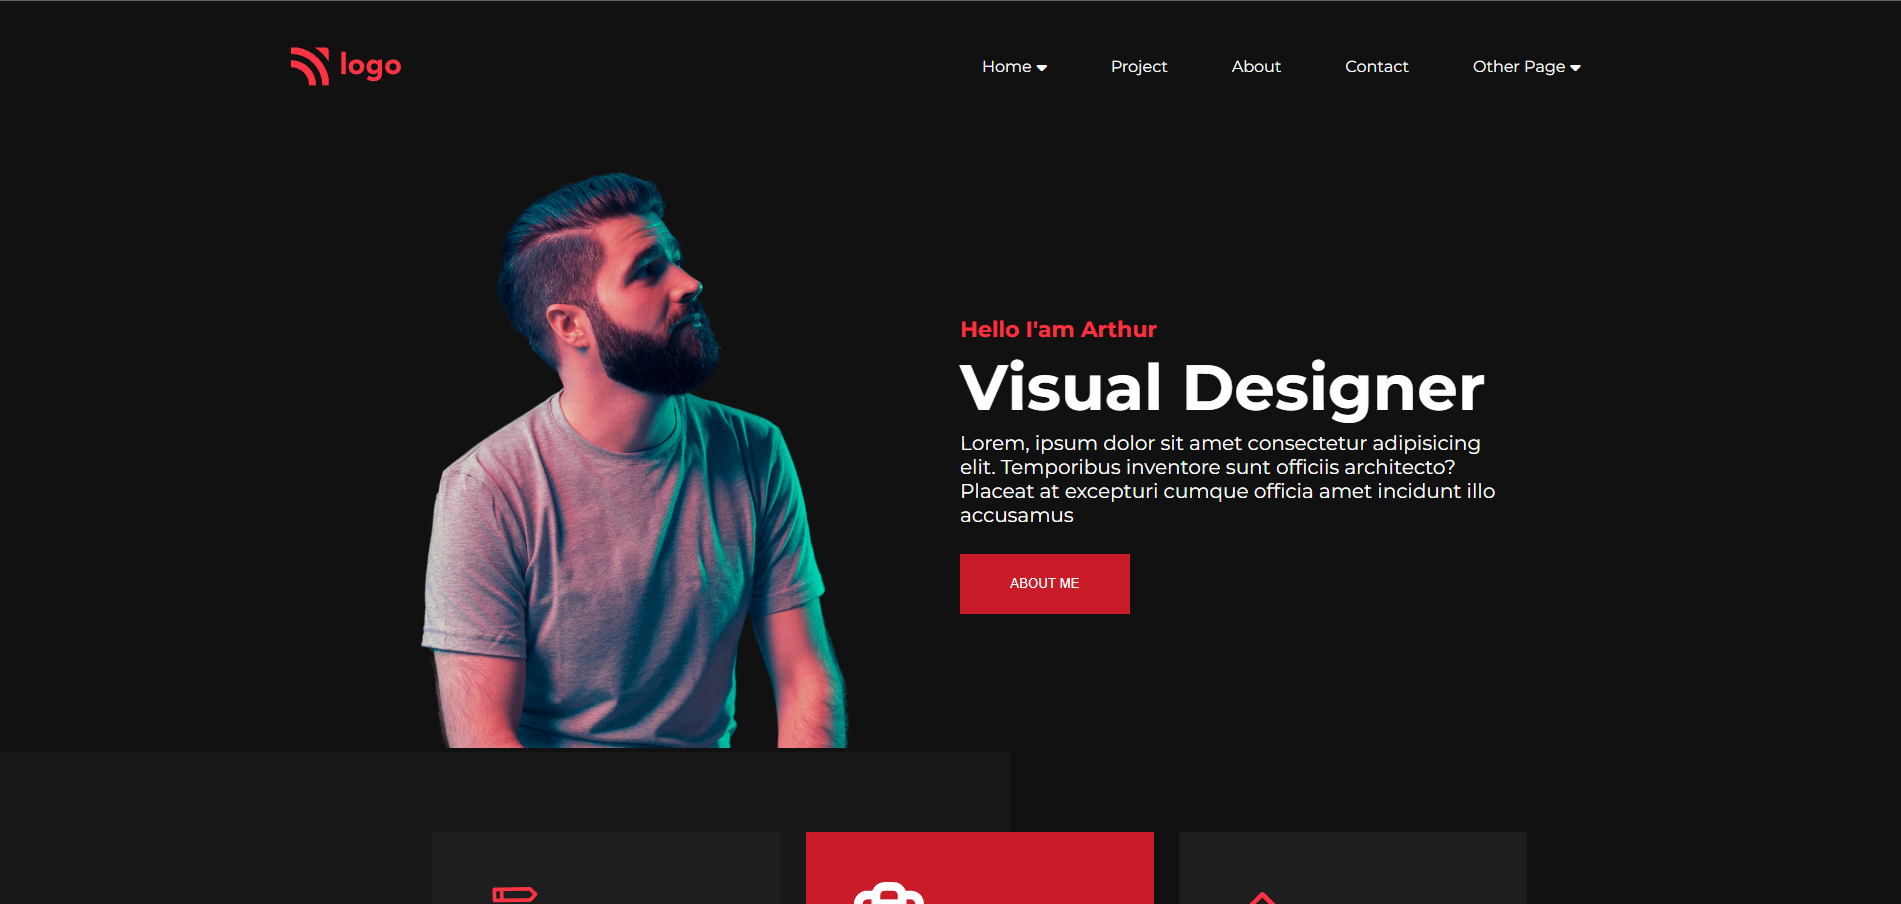 logo
Home
Project
About
Contact
Other Page
Hello I'am Arthur
Visual Designer
Lorem, ipsum dolor sit amet consectetur adipisicing
elit. Temporibus inventore sunt officiis architecto?
Placeat at excepturi cumque officia amet incidunt illo
accusamus
ABOUT ME